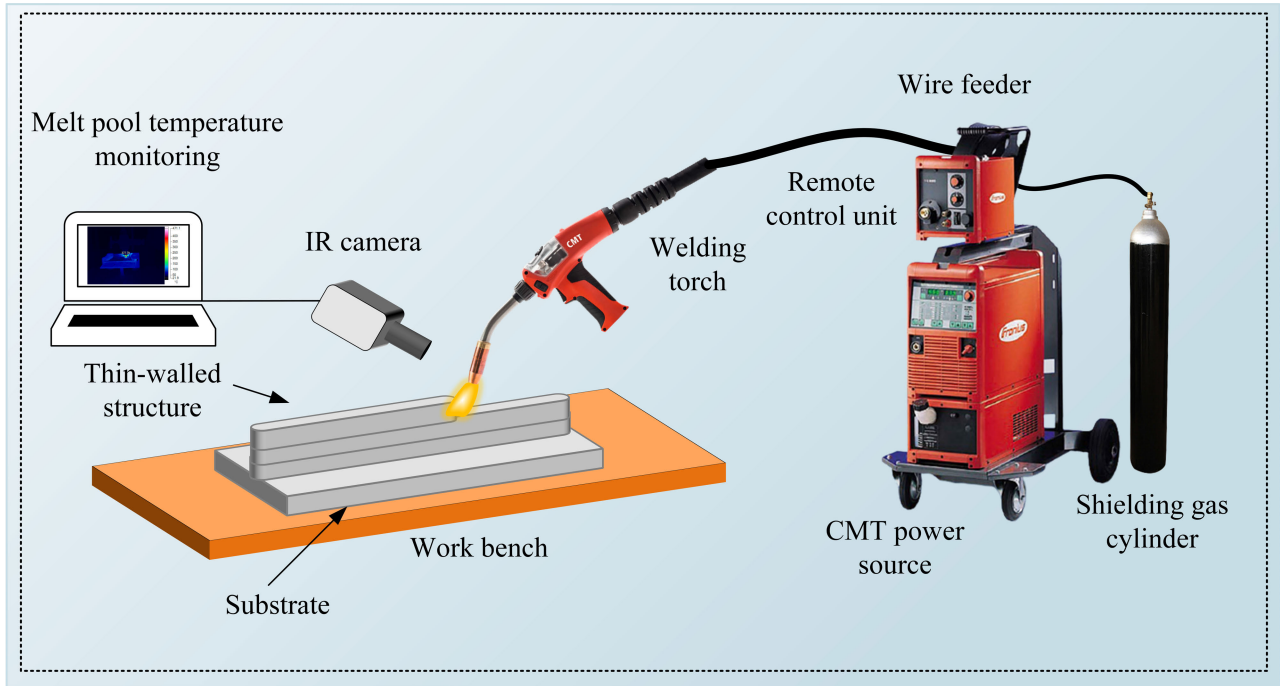 Wire feeder
Melt pool temperature
monitoring
Remote
control unit
IR camera
CMT
Welding
torch
Fronius
Thin-walled
structure
Work bench
Substrate
CMT power
source
Shielding gas
cylinder